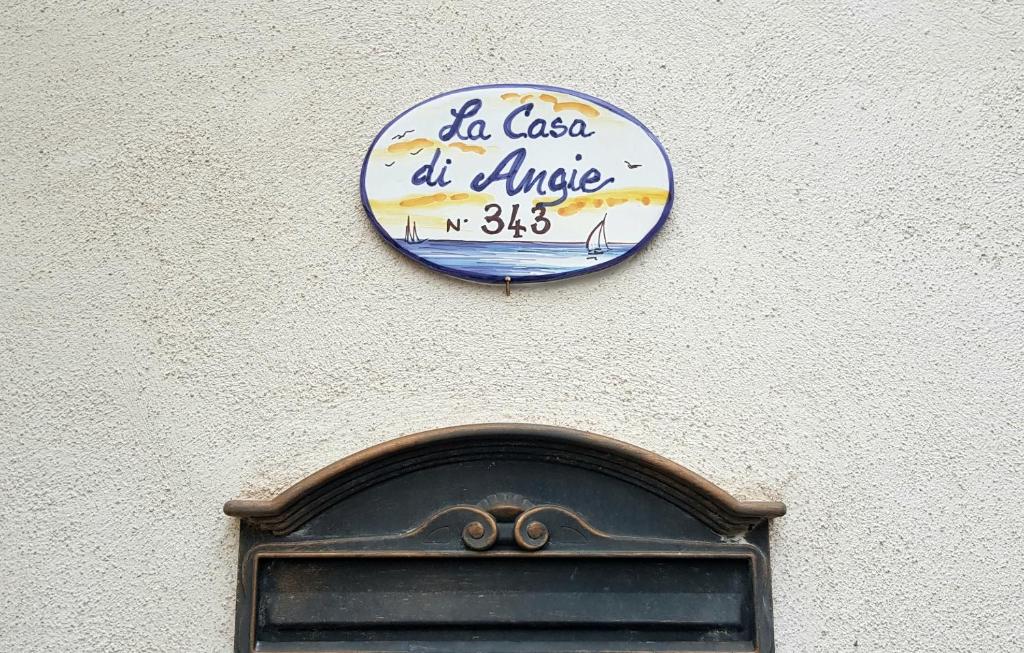 La Casa
di Angie
N. 343